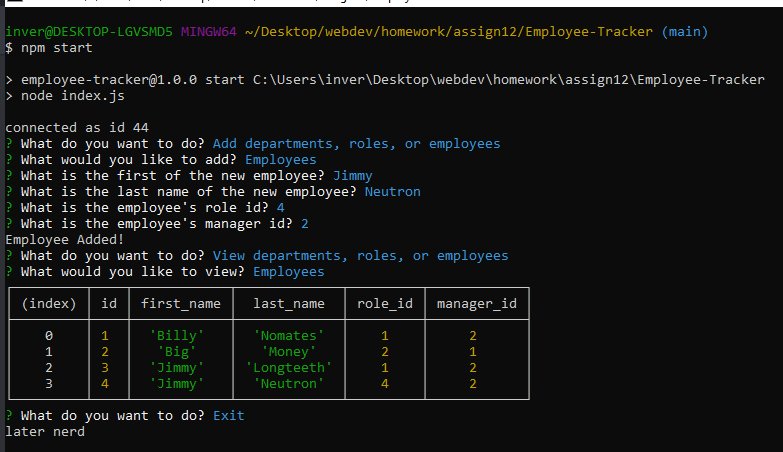 inver@DESKTOP-LGVSMD5 MINGW64 ~/Desktop/webdev/homework/assign12/Employee-Tracker (main)
$ npm start
> employee-tracker@1.0.0 start C:\Users\inver\Desktop\webdev\homework\assign12\Employee-Tracker
> node index.js
connected as id 44
? What do you want to do? Add departments, roles, or employees
? What would you like to add? Employees
? What is the first of the new employee? Jimmy
? What is the last name of the new employee? Neutron
? What is the employee's role id? 4
? What is the employee's manager id? 2
Employee Added!
? What do you want to do? View departments, roles, or employees
? What would you like to view? Employees
(index) id first_name last_name role_id manager_id
0 1 'Billy' 'Nomates' 1 2
1 2 'Big' 'Money' 2 1
2 3 'Jimmy' 'Longteeth' 1 2
3 4 'Jimmy' 'Neutron' 4 2
? What do you want to do? Exit
later nerd